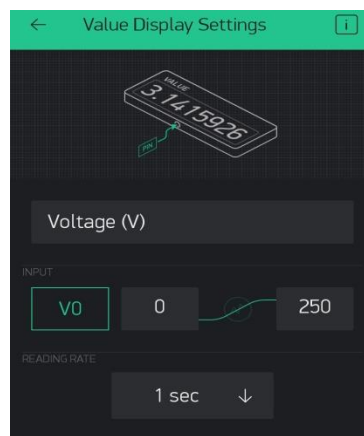 ← Value Display Settings i
VALUE
3.1415926
PIN
Voltage (V)
INPUT
V0 0 250
READING RATE
1 sec ↓